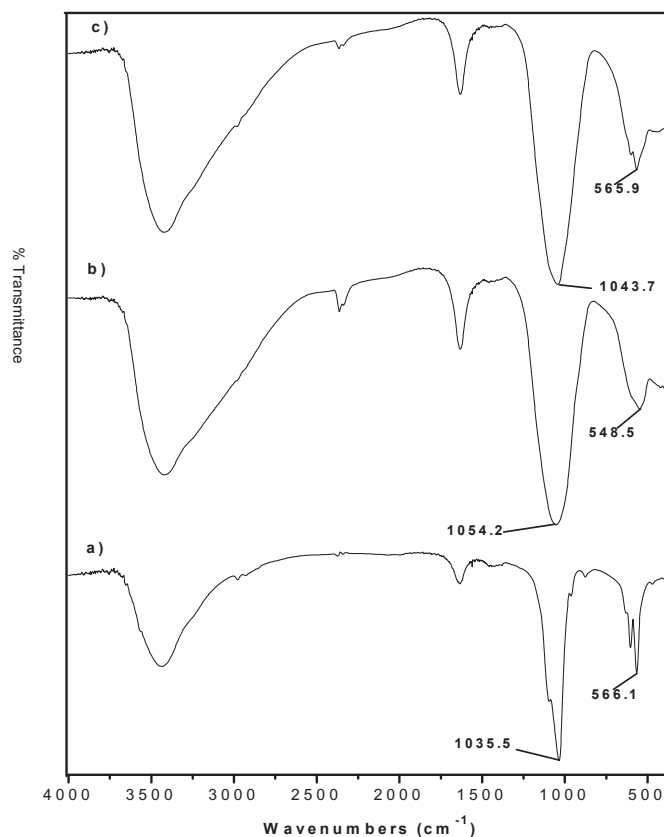 c)
565.9
1043.7
b)
548.5
1054.2
a)
566.1
1035.5
% Transmittance
4000 3500 3000 2500 2000 1500 1000 500
Wavenumbers (cm⁻¹)